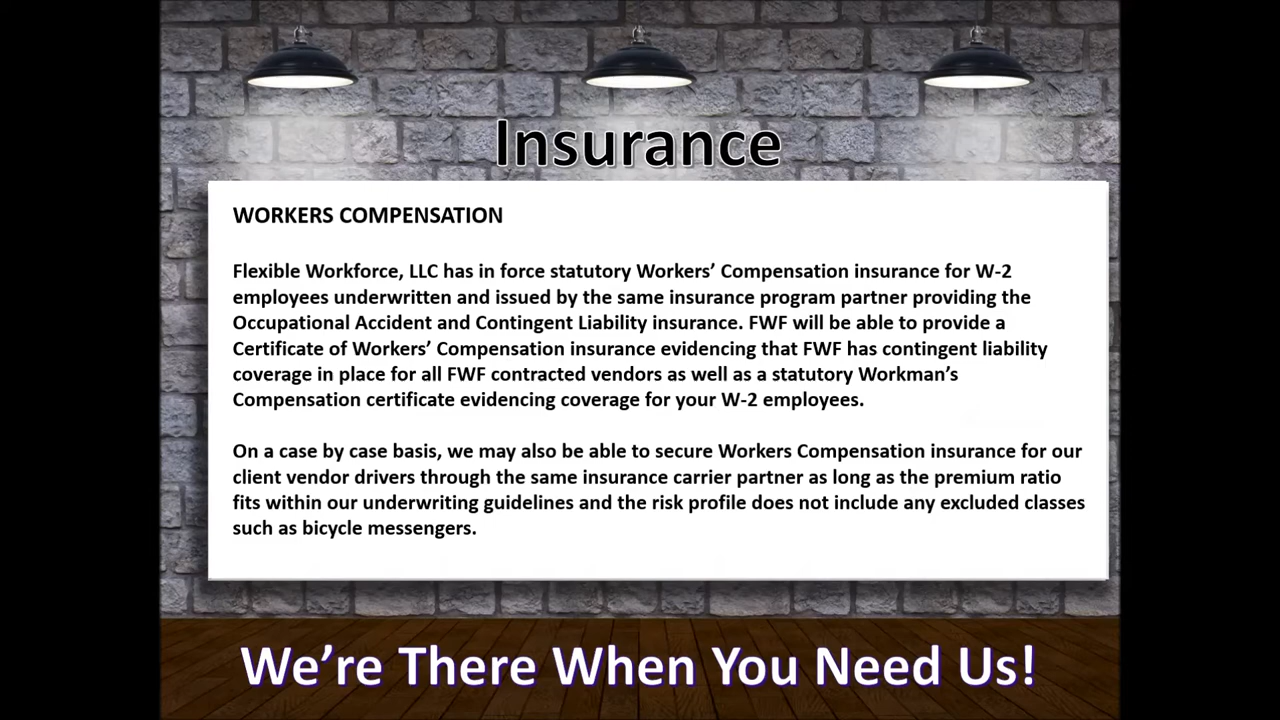 Insurance
WORKERS COMPENSATION
Flexible Workforce, LLC has in force statutory Workers’ Compensation insurance for W-2
employees underwritten and issued by the same insurance program partner providing the
Occupational Accident and Contingent Liability insurance. FWF will be able to provide a
Certificate of Workers’ Compensation insurance evidencing that FWF has contingent liability
coverage in place for all FWF contracted vendors as well as a statutory Workman’s
Compensation certificate evidencing coverage for your W-2 employees.
On a case by case basis, we may also be able to secure Workers Compensation insurance for our
client vendor drivers through the same insurance carrier partner as long as the premium ratio
fits within our underwriting guidelines and the risk profile does not include any excluded classes
such as bicycle messengers.
We’re There When You Need Us!